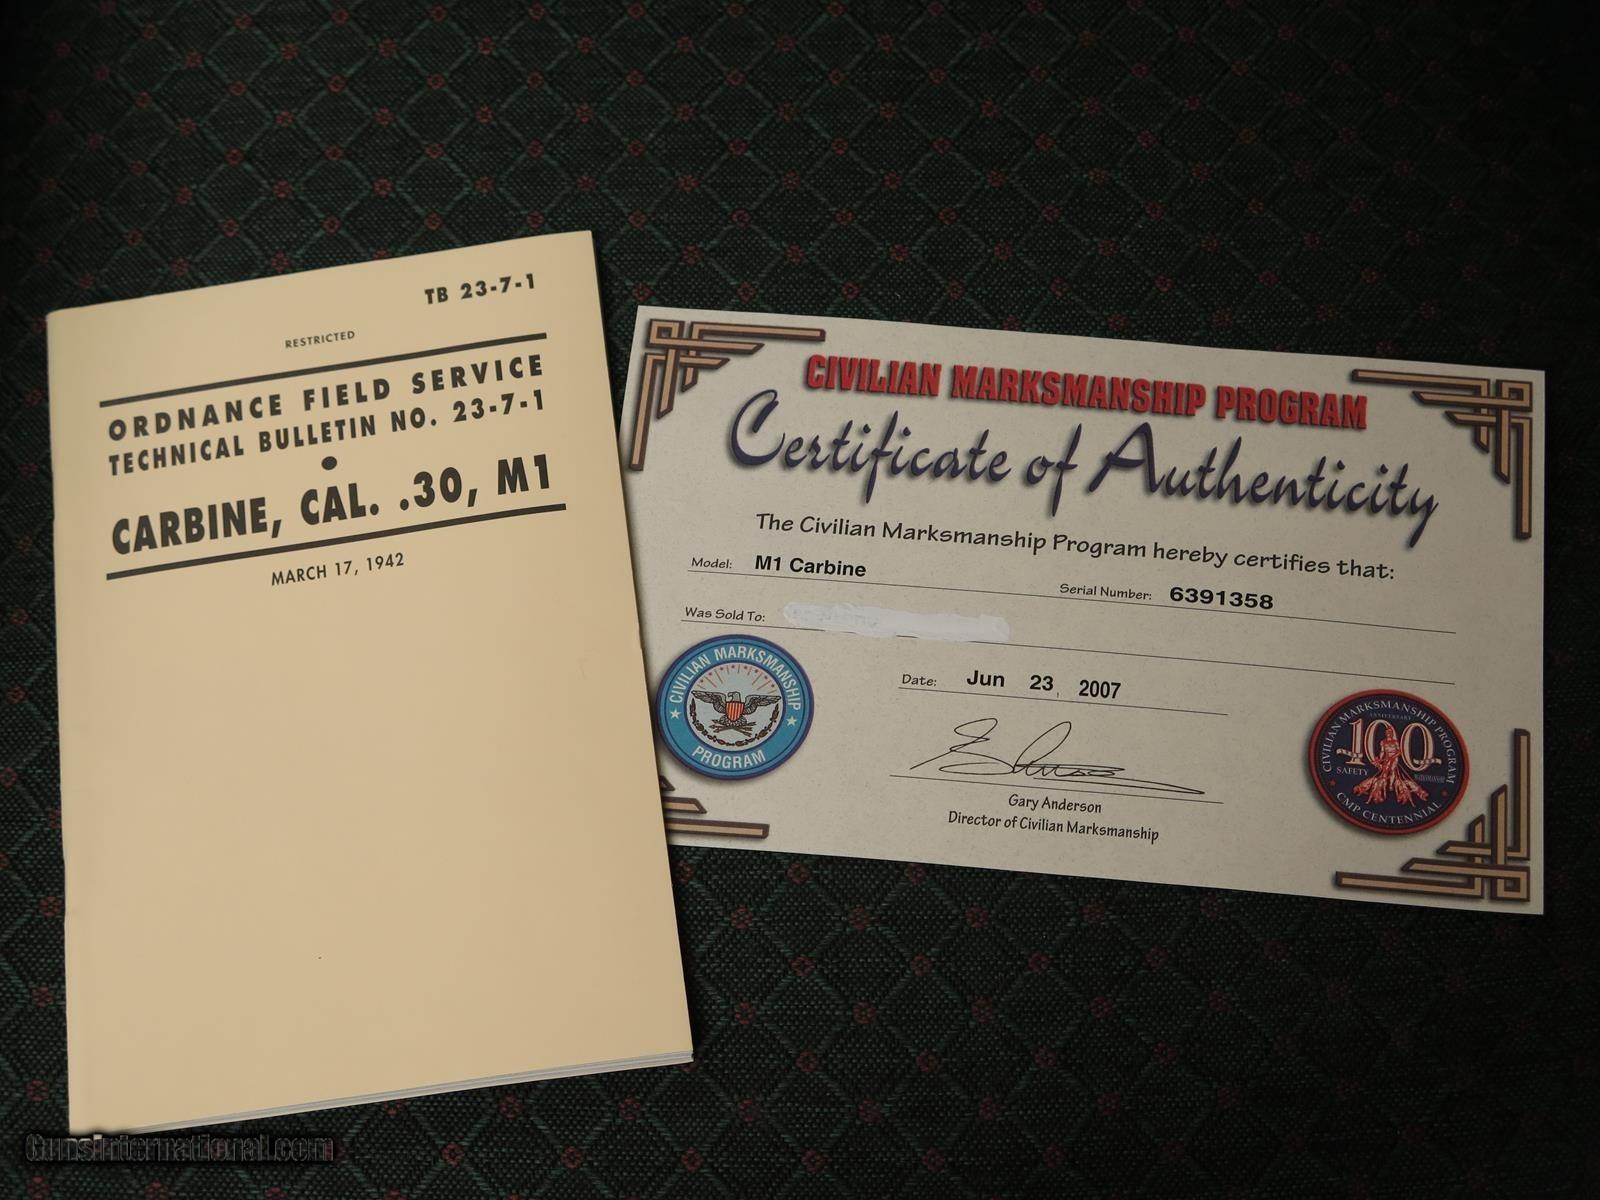 TB 23-7-1
RESTRICTED
ORDNANCE FIELD SERVICE
TECHNICAL BULLETIN NO. 23-7-1
CARBINE, CAL. .30, M1
MARCH 17, 1942
CIVILIAN MARKSMANSHIP PROGRAM
Certificate of Authenticity
The Civilian Marksmanship Program hereby certifies that:
Model: M1 Carbine
Serial Number: 6391358
Was Sold To:
Date: Jun 23, 2007
Gary Anderson
Director of Civilian Marksmanship
CIVILIAN MARKSMANSHIP
PROGRAM
CIVILIAN MARKSMANSHIP PROGRAM
ANNIVERSARY
100
SAFETY
MARKSMANSHIP
CMP CENTENNIAL
GunsInternational.com